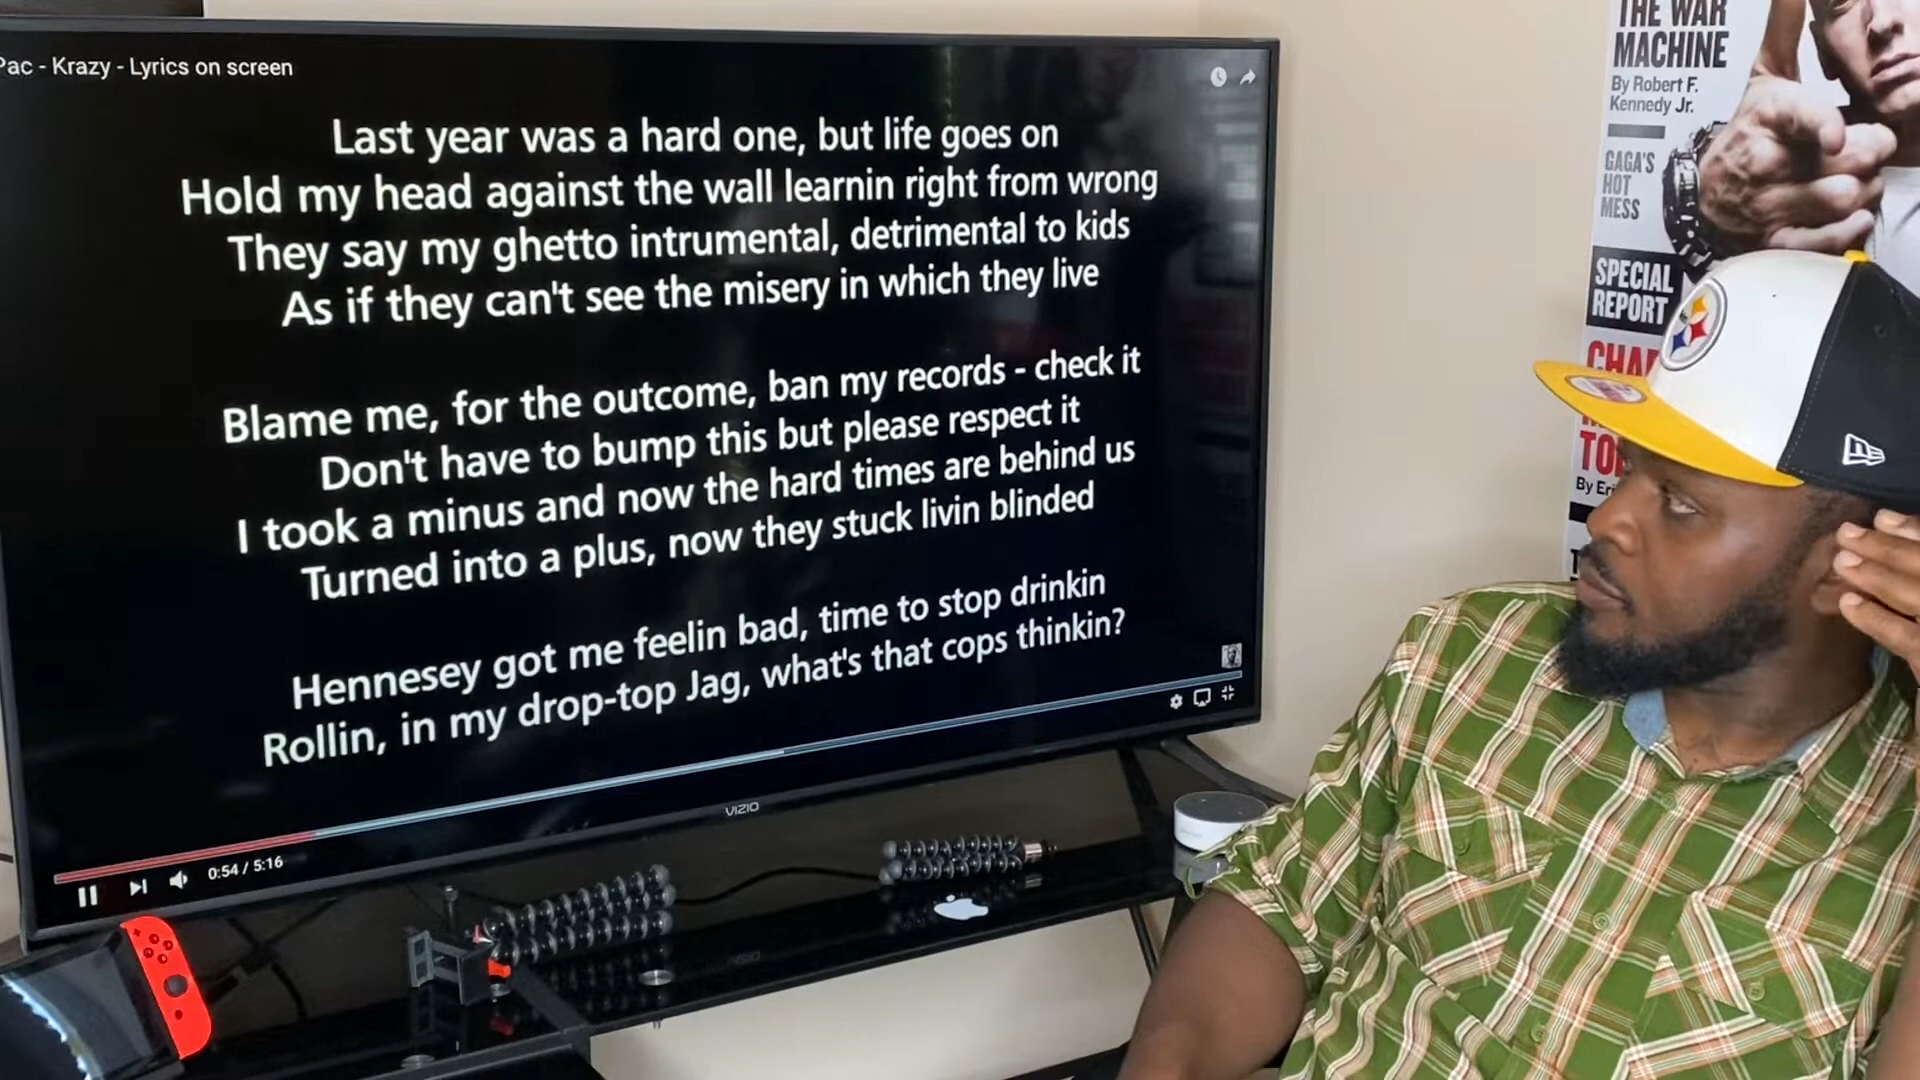 Pac - Krazy - Lyrics on screen
Last year was a hard one, but life goes on
Hold my head against the wall learnin right from wrong
They say my ghetto intrumental, detrimental to kids
As if they can't see the misery in which they live
Blame me, for the outcome, ban my records - check it
Don't have to bump this but please respect it
I took a minus and now the hard times are behind us
Turned into a plus, now they stuck livin blinded
Hennesey got me feelin bad, time to stop drinkin
Rollin, in my drop-top Jag, what's that cops thinkin?
0:54 / 5:16
VIZIO
THE WAR
MACHINE
By Robert F.
Kennedy Jr.
GAGA'S
HOT
MESS
SPECIAL
REPORT